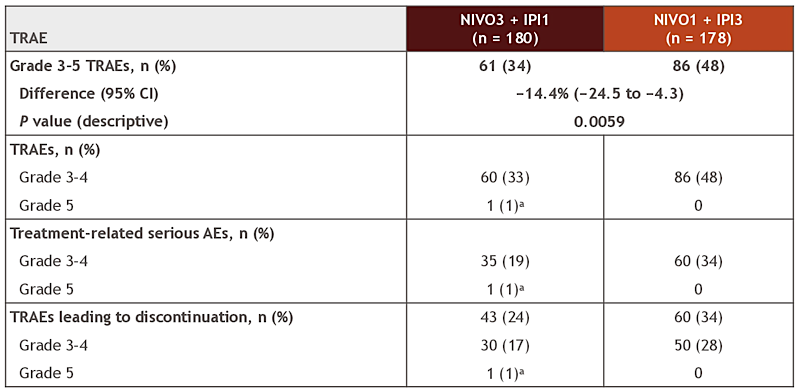 TRAE NIVO3 + IPI1 (n = 180) NIVO1 + IPI3 (n = 178)
Grade 3-5 TRAEs, n (%) 61 (34) 86 (48)
Difference (95% CI) −14.4% (−24.5 to −4.3)
P value (descriptive) 0.0059
TRAEs, n (%)
Grade 3-4 60 (33) 86 (48)
Grade 5 1 (1)ᵃ 0
Treatment-related serious AEs, n (%)
Grade 3-4 35 (19) 60 (34)
Grade 5 1 (1)ᵃ 0
TRAEs leading to discontinuation, n (%) 43 (24) 60 (34)
Grade 3-4 30 (17) 50 (28)
Grade 5 1 (1)ᵃ 0